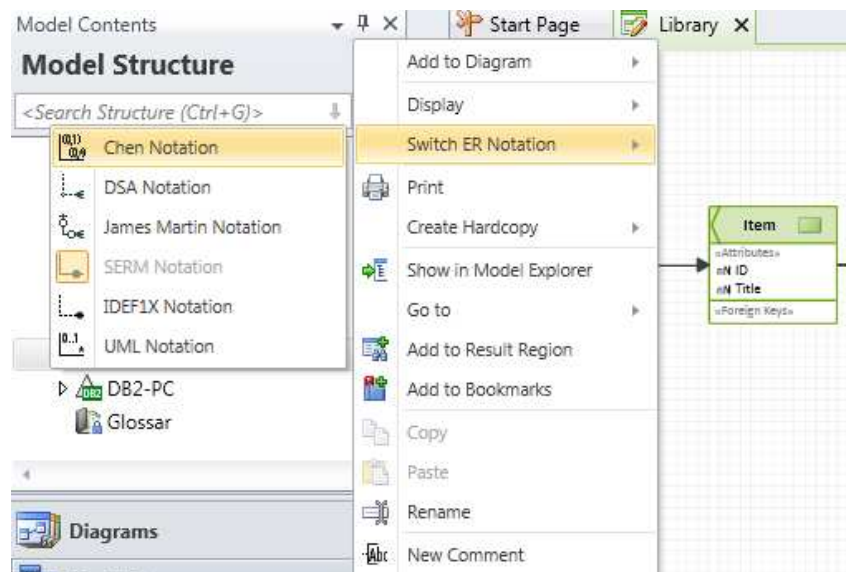 Model Contents
Start Page
Library
Model Structure
<Search Structure (Ctrl+G)>
Chen Notation
DSA Notation
James Martin Notation
SERM Notation
IDEF1X Notation
UML Notation
DB2-PC
Glossar
Diagrams
Add to Diagram
Display
Switch ER Notation
Print
Create Hardcopy
Show in Model Explorer
Go to
Add to Result Region
Add to Bookmarks
Copy
Paste
Rename
New Comment
Item
«Attributes»
nN ID
nN Title
«Foreign Keys»